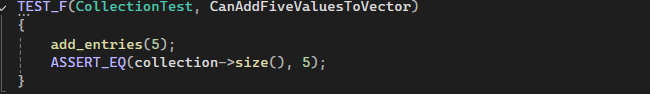 TEST_F(CollectionTest, CanAddFiveValuesToVector)
{
    add_entries(5);
    ASSERT_EQ(collection->size(), 5);
}